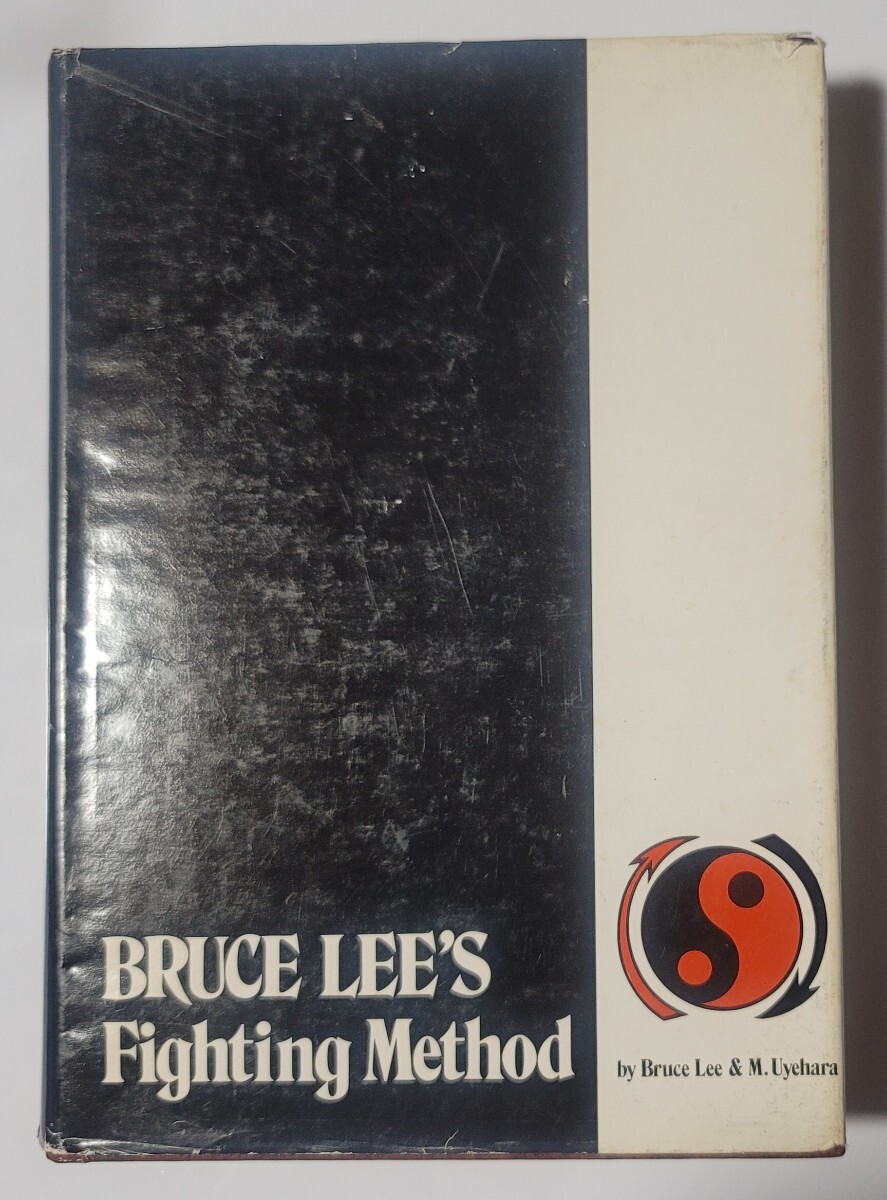 BRUCE LEE'S
Fighting Method
by Bruce Lee & M. Uyehara